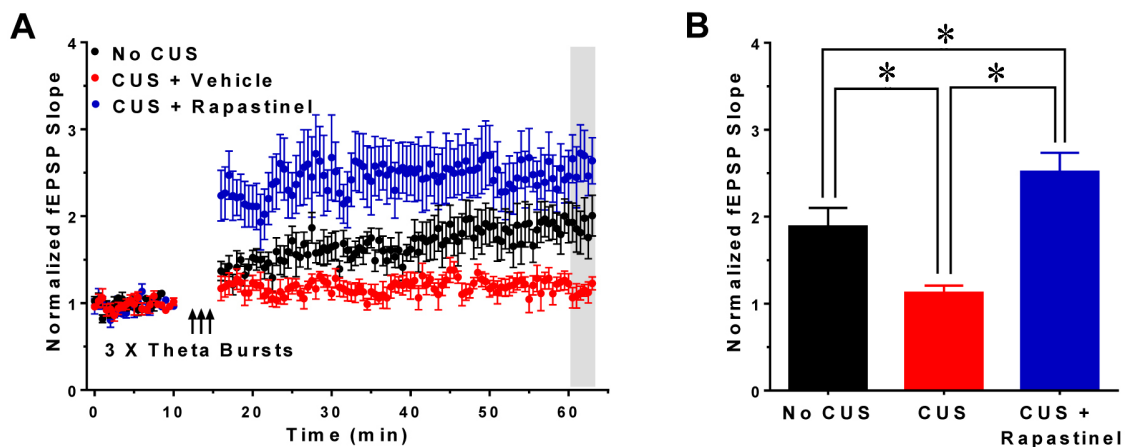 A
Normalized fEPSP Slope
4
3
2
1
0
No CUS
CUS + Vehicle
CUS + Rapastinel
3 X Theta Bursts
0 10 20 30 40 50 60
Time (min)
B
Normalized fEPSP Slope
4
3
2
1
0
*
* *
No CUS CUS CUS +
Rapastinel